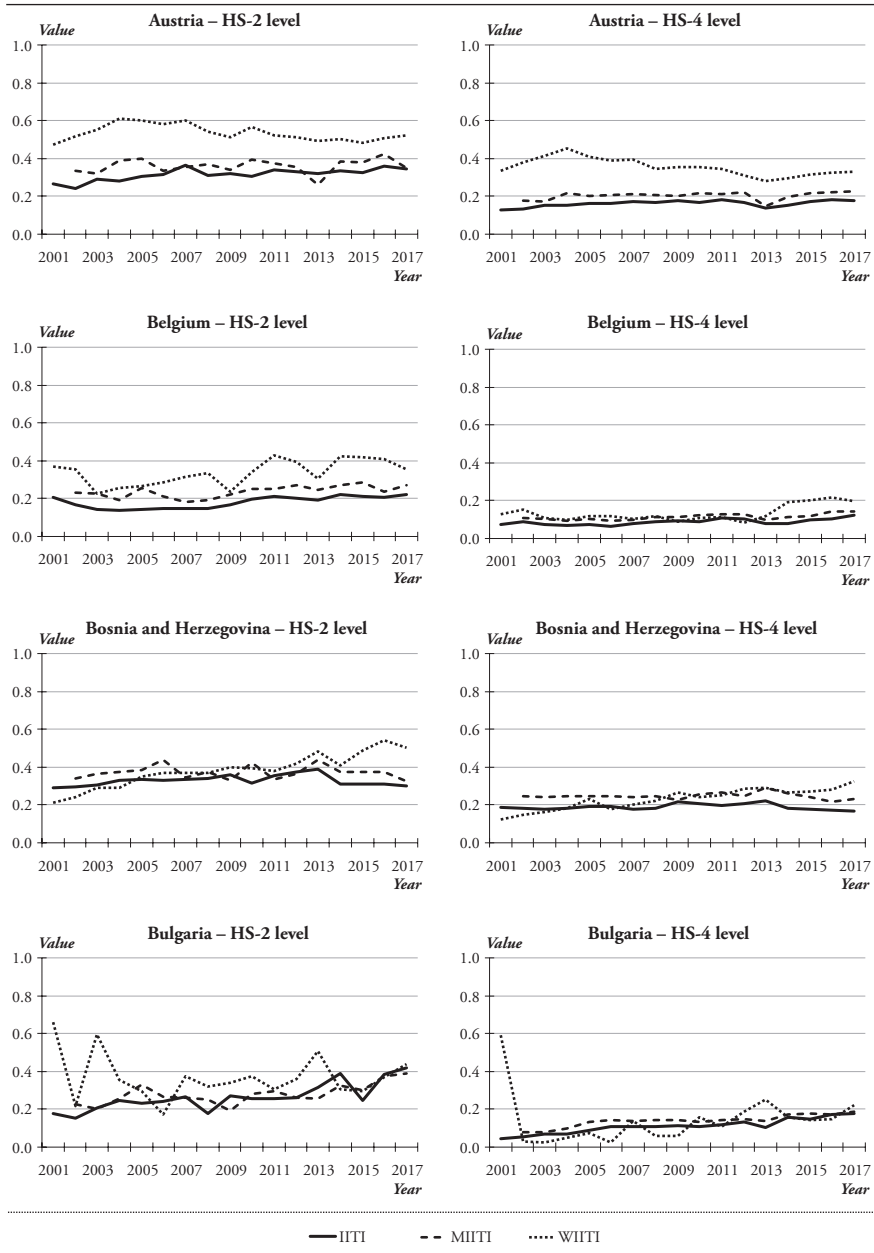 Austria – HS-2 level
Value
1.0
0.8
0.6
0.4
0.2
0.0
2001 2003 2005 2007 2009 2011 2013 2015 2017
Year
Austria – HS-4 level
Value
1.0
0.8
0.6
0.4
0.2
0.0
2001 2003 2005 2007 2009 2011 2013 2015 2017
Year
Belgium – HS-2 level
Value
1.0
0.8
0.6
0.4
0.2
0.0
2001 2003 2005 2007 2009 2011 2013 2015 2017
Year
Belgium – HS-4 level
Value
1.0
0.8
0.6
0.4
0.2
0.0
2001 2003 2005 2007 2009 2011 2013 2015 2017
Year
Bosnia and Herzegovina – HS-2 level
Value
1.0
0.8
0.6
0.4
0.2
0.0
2001 2003 2005 2007 2009 2011 2013 2015 2017
Year
Bosnia and Herzegovina – HS-4 level
Value
1.0
0.8
0.6
0.4
0.2
0.0
2001 2003 2005 2007 2009 2011 2013 2015 2017
Year
Bulgaria – HS-2 level
Value
1.0
0.8
0.6
0.4
0.2
0.0
2001 2003 2005 2007 2009 2011 2013 2015 2017
Year
Bulgaria – HS-4 level
Value
1.0
0.8
0.6
0.4
0.2
0.0
2001 2003 2005 2007 2009 2011 2013 2015 2017
Year
IITI MIITI WIITI